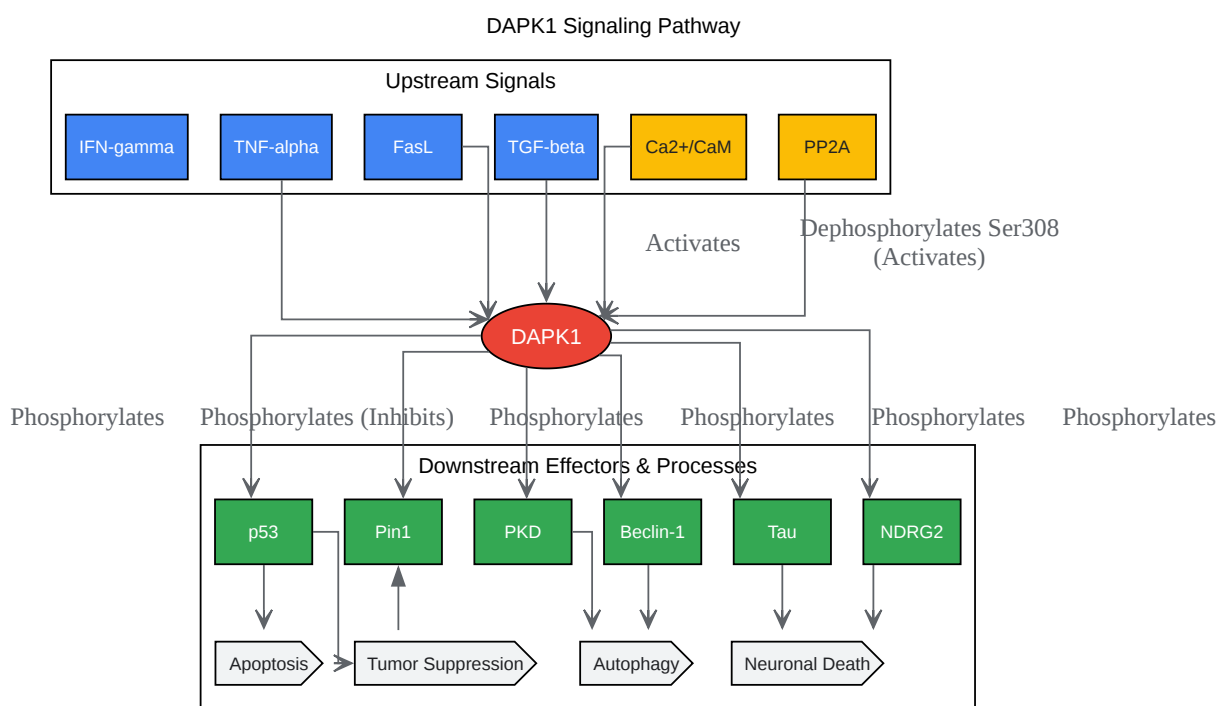 DAPK1 Signaling Pathway
Upstream Signals
IFN-gamma
TNF-alpha
FasL
TGF-beta
Ca2+/CaM
PP2A
Activates
Dephosphorylates Ser308
(Activates)
DAPK1
Phosphorylates
Phosphorylates (Inhibits)
Phosphorylates
Phosphorylates
Phosphorylates
Phosphorylates
Downstream Effectors & Processes
p53
Pin1
PKD
Beclin-1
Tau
NDRG2
Apoptosis
Tumor Suppression
Autophagy
Neuronal Death